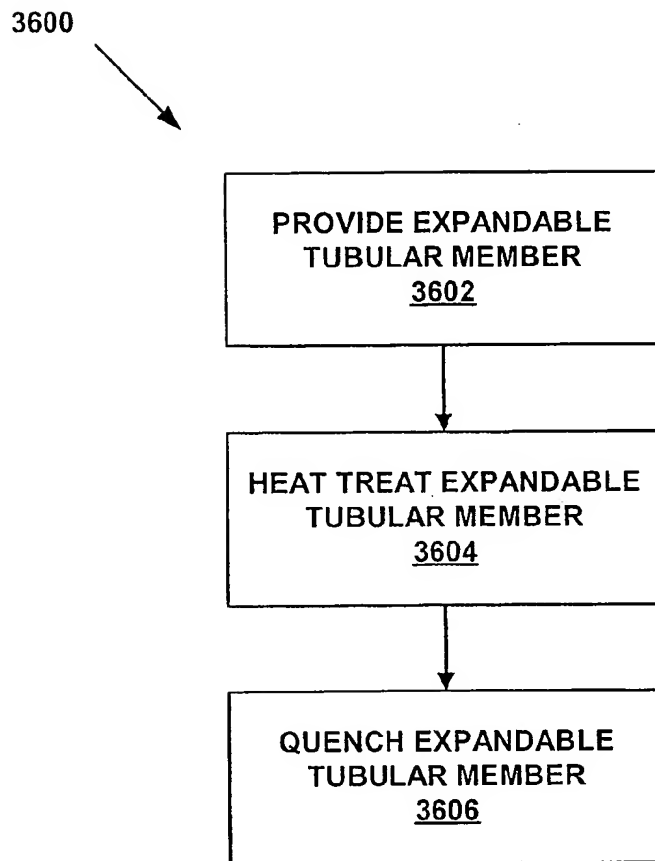 3600
PROVIDE EXPANDABLE
TUBULAR MEMBER
3602
HEAT TREAT EXPANDABLE
TUBULAR MEMBER
3604
QUENCH EXPANDABLE
TUBULAR MEMBER
3606